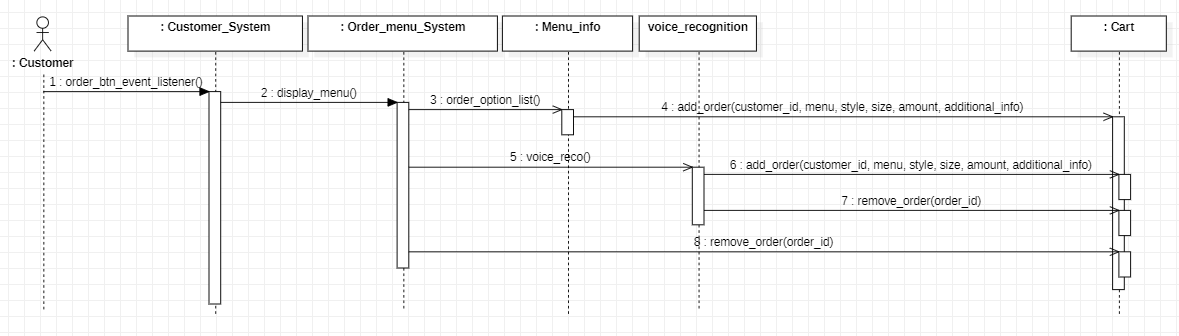 : Customer_System
: Order_menu_System
: Menu_info
voice_recognition
: Cart
: Customer
1 : order_btn_event_listener()
2 : display_menu()
3 : order_option_list()
4 : add_order(customer_id, menu, style, size, amount, additional_info)
5 : voice_reco()
6 : add_order(customer_id, menu, style, size, amount, additional_info)
7 : remove_order(order_id)
8 : remove_order(order_id)